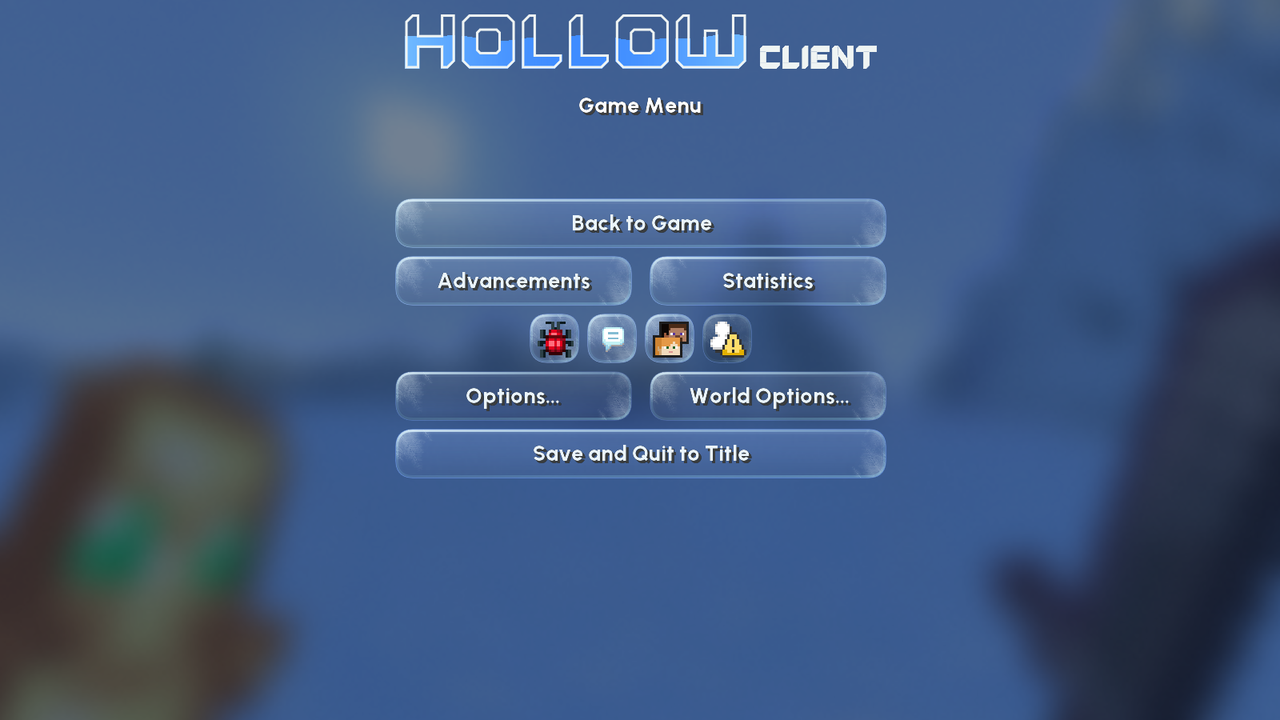 HOLLOW CLIENT
Game Menu
Back to Game
Advancements Statistics
Options... World Options...
Save and Quit to Title